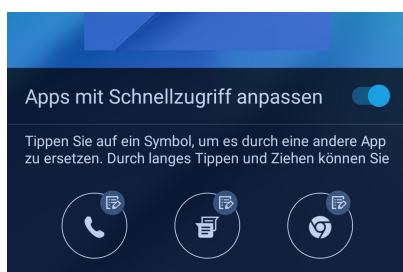 Apps mit Schnellzugriff anpassen
Tippen Sie auf ein Symbol, um es durch eine andere App
zu ersetzen. Durch langes Tippen und Ziehen können Sie